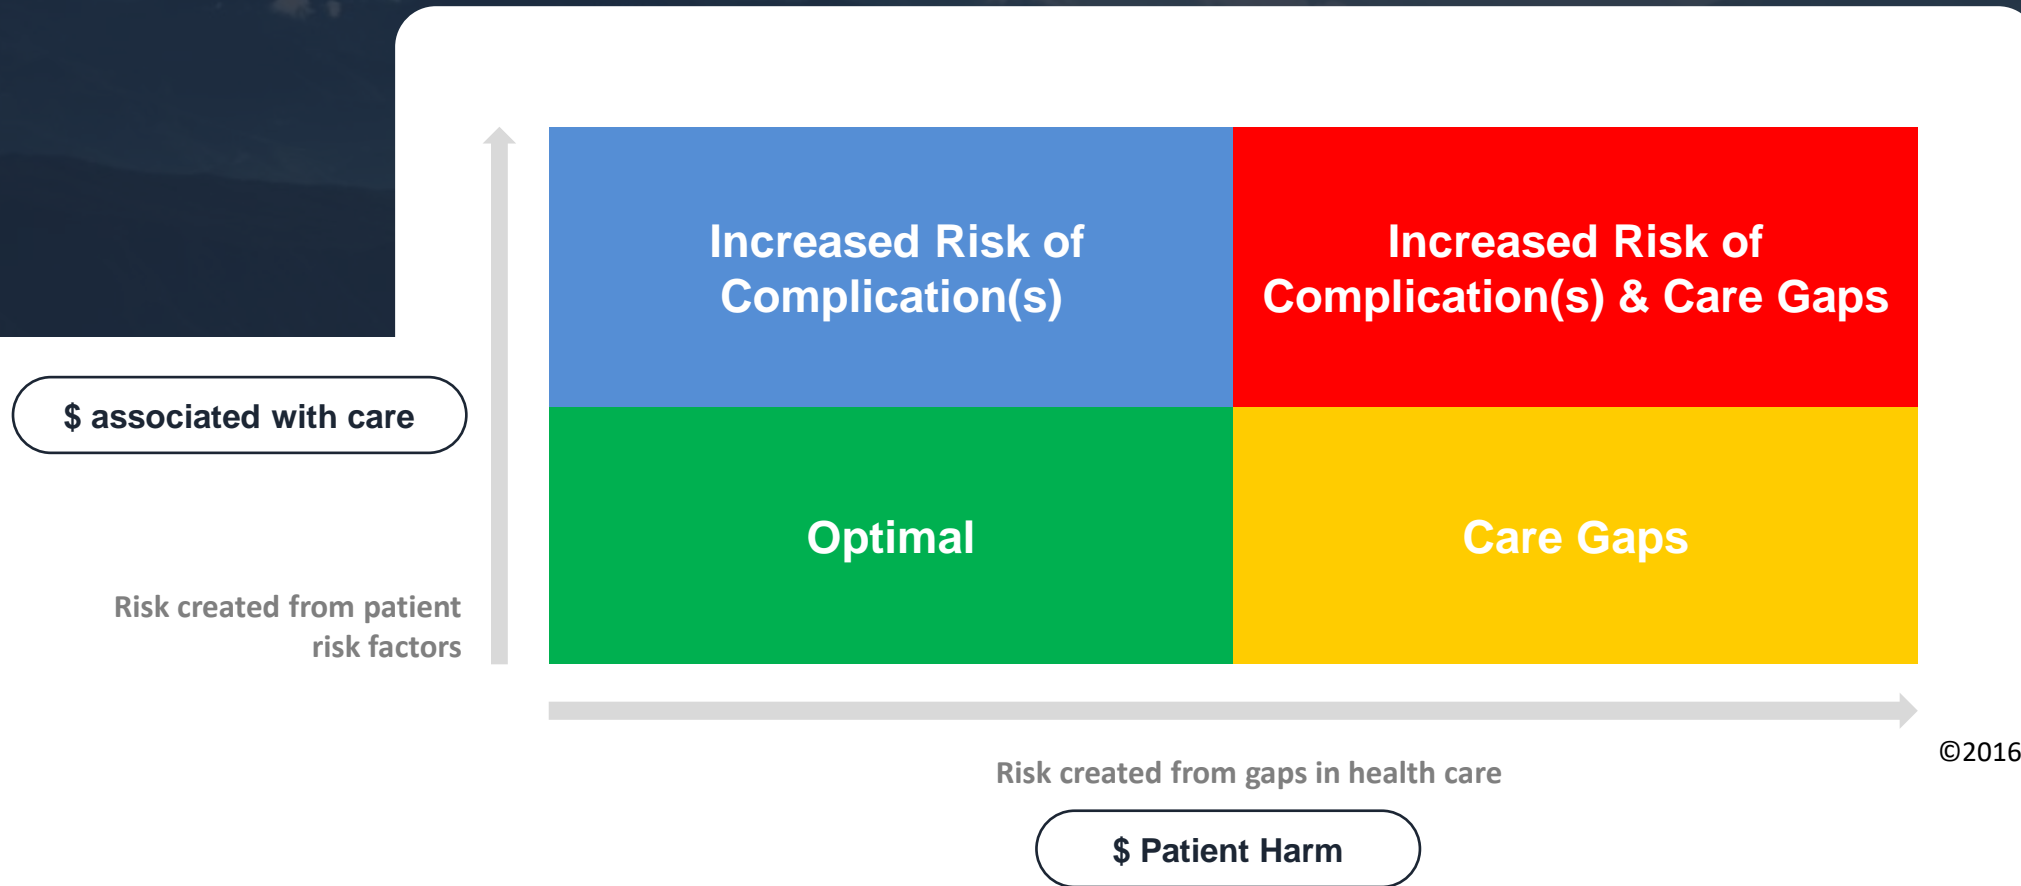 Increased Risk of
Complication(s)
Increased Risk of
Complication(s) & Care Gaps
$ associated with care
Optimal
Care Gaps
Risk created from patient
risk factors
©2016
Risk created from gaps in health care
$ Patient Harm